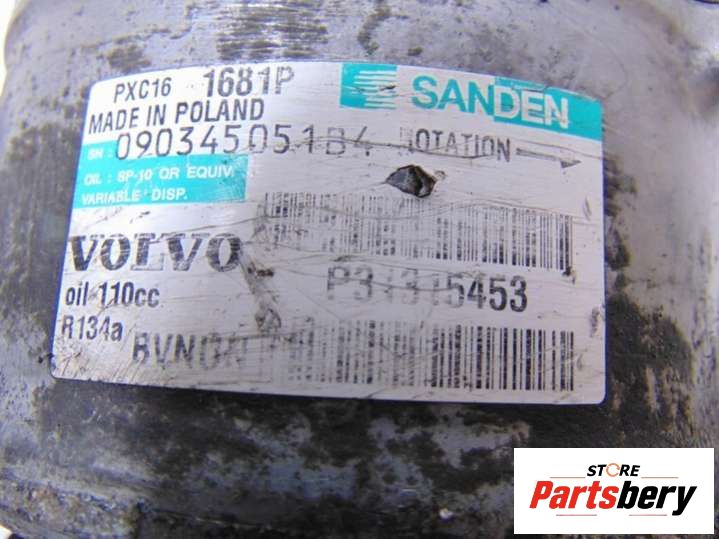 PXC16 1681P SANDEN
MADE IN POLAND
SN: 090345051B4 ROTATION
OIL : SP-10 OR EQUIV.
VARIABLE DISP.
VOLVO
P31315453
oil 110cc
R134a
STORE
Partsbery